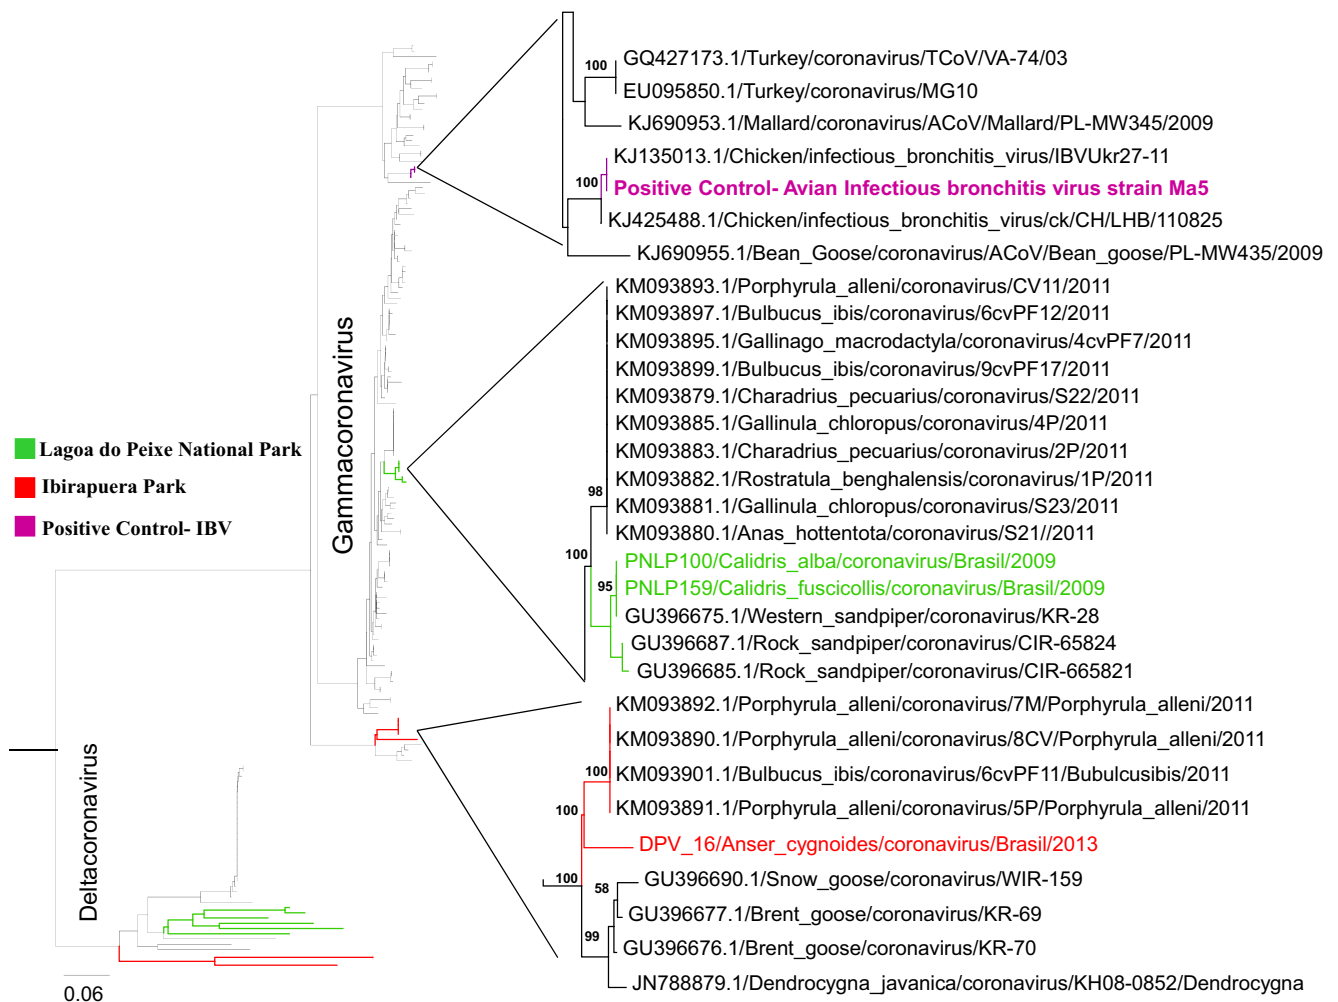 100
GQ427173.1/Turkey/coronavirus/TCoV/VA-74/03
EU095850.1/Turkey/coronavirus/MG10
KJ690953.1/Mallard/coronavirus/ACoV/Mallard/PL-MW345/2009
KJ135013.1/Chicken/infectious_bronchitis_virus/IBVUkr27-11
100
Positive Control- Avian Infectious bronchitis virus strain Ma5
KJ425488.1/Chicken/infectious_bronchitis_virus/ck/CH/LHB/110825
KJ690955.1/Bean_Goose/coronavirus/ACoV/Bean_goose/PL-MW435/2009
KM093893.1/Porphyrula_alleni/coronavirus/CV11/2011
KM093897.1/Bulbucus_ibis/coronavirus/6cvPF12/2011
KM093895.1/Gallinago_macrodactyla/coronavirus/4cvPF7/2011
KM093899.1/Bulbucus_ibis/coronavirus/9cvPF17/2011
KM093879.1/Charadrius_pecuarius/coronavirus/S22/2011
KM093885.1/Gallinula_chloropus/coronavirus/4P/2011
KM093883.1/Charadrius_pecuarius/coronavirus/2P/2011
KM093882.1/Rostratula_benghalensis/coronavirus/1P/2011
98
KM093881.1/Gallinula_chloropus/coronavirus/S23/2011
KM093880.1/Anas_hottentota/coronavirus/S21//2011
100
PNLP100/Calidris_alba/coronavirus/Brasil/2009
95
PNLP159/Calidris_fuscicollis/coronavirus/Brasil/2009
GU396675.1/Western_sandpiper/coronavirus/KR-28
GU396687.1/Rock_sandpiper/coronavirus/CIR-65824
GU396685.1/Rock_sandpiper/coronavirus/CIR-665821
KM093892.1/Porphyrula_alleni/coronavirus/7M/Porphyrula_alleni/2011
KM093890.1/Porphyrula_alleni/coronavirus/8CV/Porphyrula_alleni/2011
100
KM093901.1/Bulbucus_ibis/coronavirus/6cvPF11/Bubulcusibis/2011
100
KM093891.1/Porphyrula_alleni/coronavirus/5P/Porphyrula_alleni/2011
DPV_16/Anser_cygnoides/coronavirus/Brasil/2013
100
58
GU396690.1/Snow_goose/coronavirus/WIR-159
GU396677.1/Brent_goose/coronavirus/KR-69
99
GU396676.1/Brent_goose/coronavirus/KR-70
JN788879.1/Dendrocygna_javanica/coronavirus/KH08-0852/Dendrocygna
Gammacoronavirus
Lagoa do Peixe National Park
Ibirapuera Park
Positive Control- IBV
Deltacoronavirus
0.06